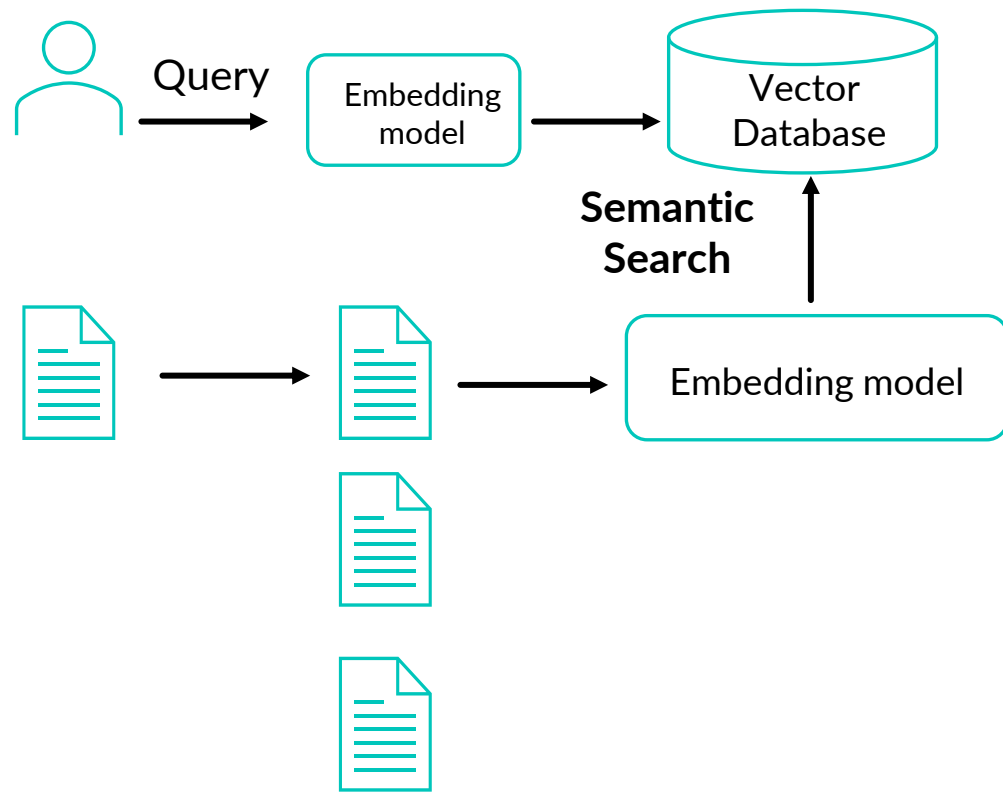 Query
Embedding
model
Vector
Database
Semantic
Search
Embedding model